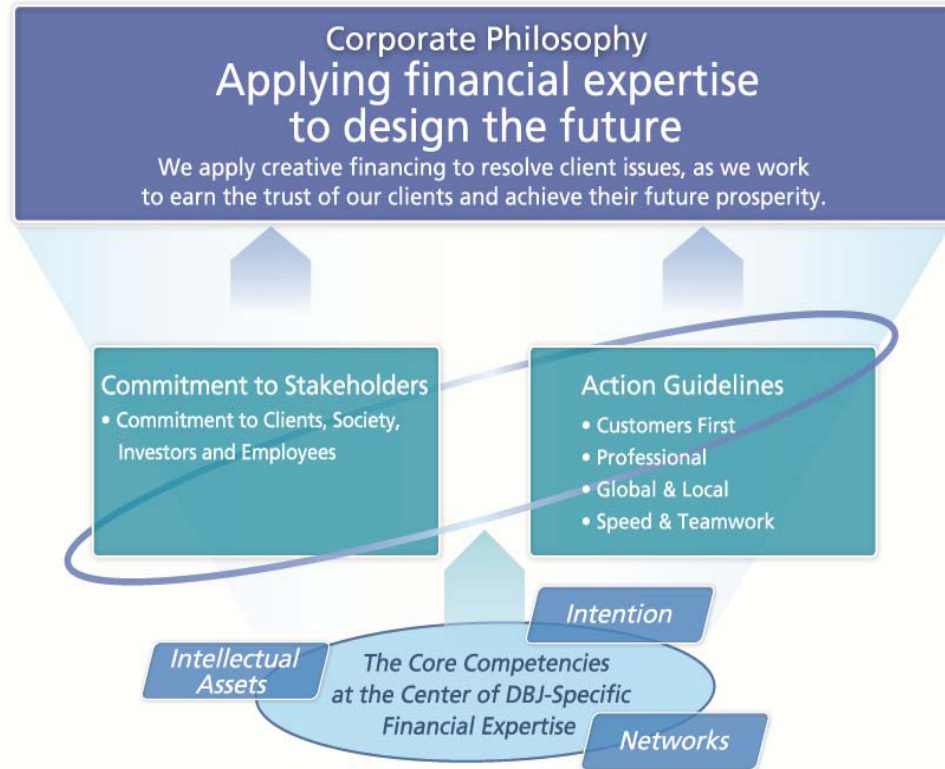 Corporate Philosophy
Applying financial expertise
to design the future
We apply creative financing to resolve client issues, as we work
to earn the trust of our clients and achieve their future prosperity.
Commitment to Stakeholders
• Commitment to Clients, Society,
Investors and Employees
Action Guidelines
• Customers First
• Professional
• Global & Local
• Speed & Teamwork
Intention
Intellectual
Assets
The Core Competencies
at the Center of DBJ-Specific
Financial Expertise
Networks